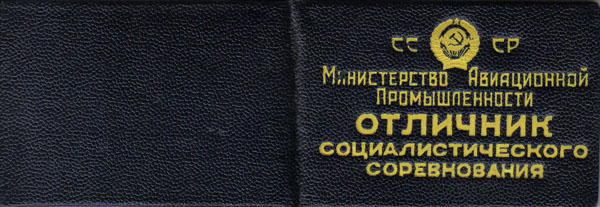 СС СР
Министерство Авиационной
Промышленности
ОТЛИЧНИК
СОЦИАЛИСТИЧЕСКОГО
СОРЕВНОВАНИЯ